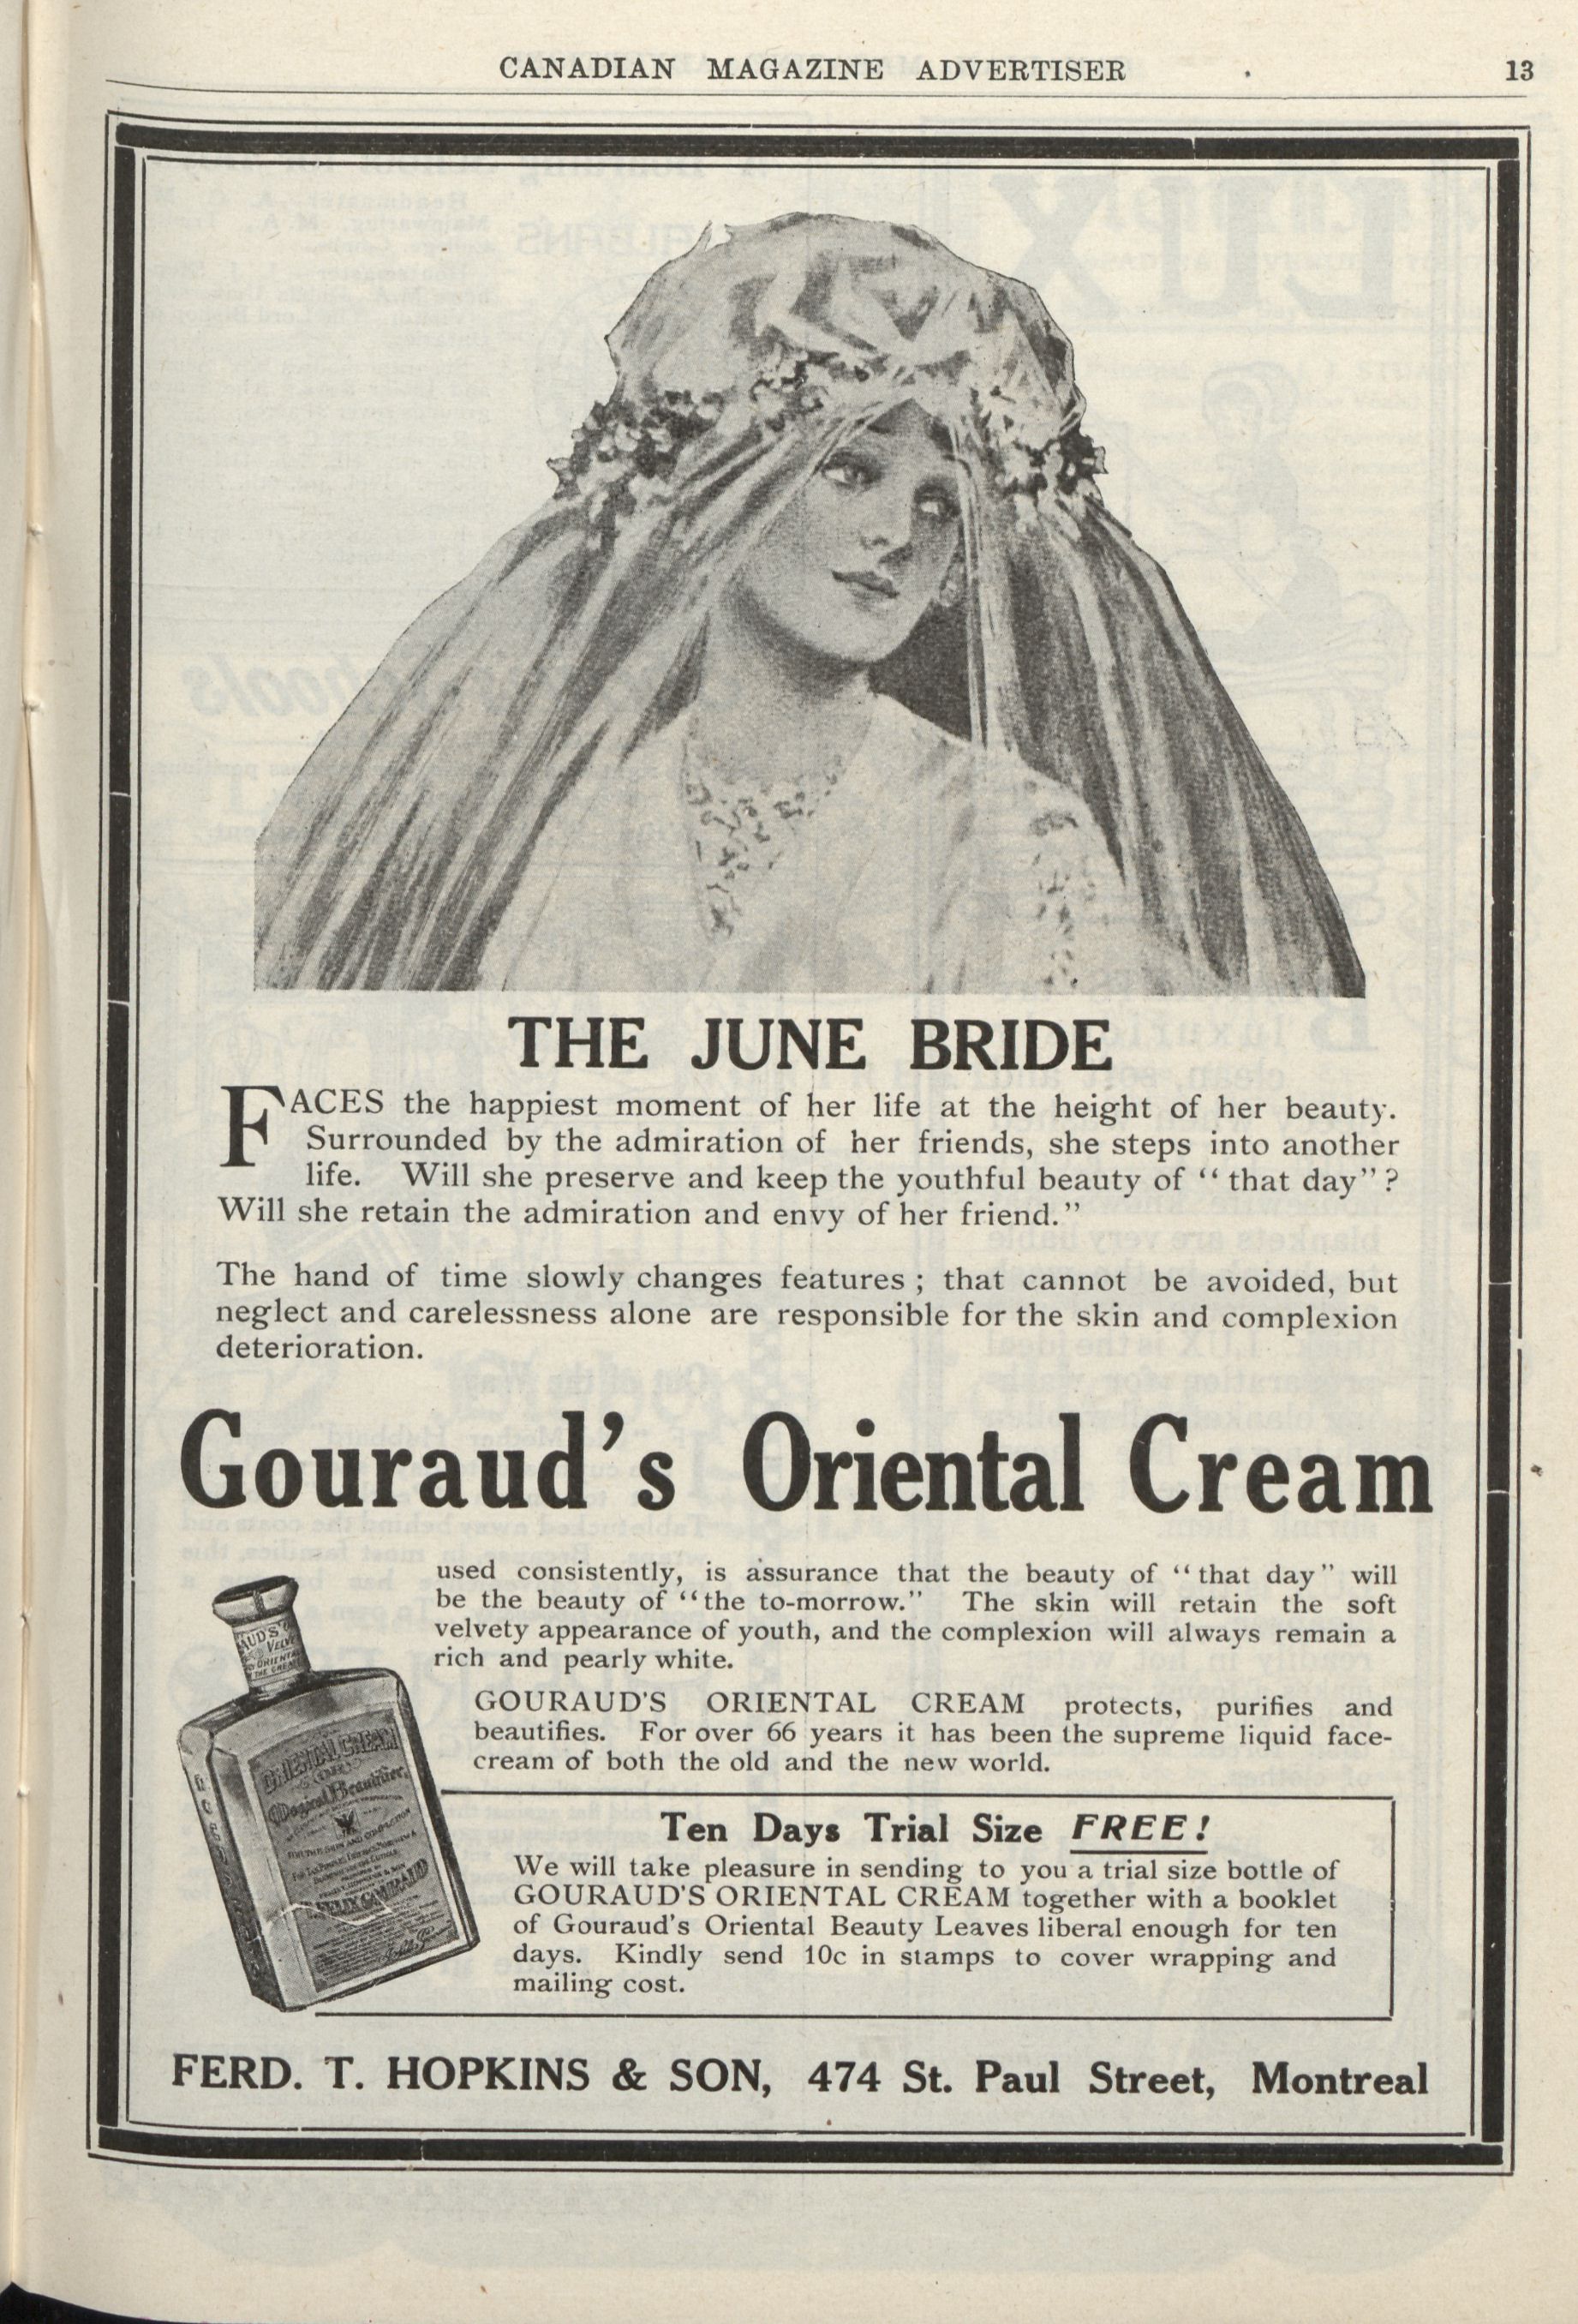 CANADIAN MAGAZINE ADVERTISER 13
THE JUNE BRIDE
FACES the happiest moment of her life at the height of her beauty.
Surrounded by the admiration of her friends, she steps into another
life. Will she preserve and keep the youthful beauty of “that day”?
Will she retain the admiration and envy of her friend.”
The hand of time slowly changes features; that cannot be avoided, but
neglect and carelessness alone are responsible for the skin and complexion
deterioration.
Gouraud's Oriental Cream
used consistently, is assurance that the beauty of “that day” will
be the beauty of “the to-morrow.” The skin will retain the soft
velvety appearance of youth, and the complexion will always remain a
rich and pearly white.
GOURAUD'S ORIENTAL CREAM protects, purifies and
beautifies. For over 66 years it has been the supreme liquid face-
cream of both the old and the new world.
ORIENTAL CREAM
Magical Beautifier
Ten Days Trial Size FREE!
We will take pleasure in sending to you a trial size bottle of
GOURAUD'S ORIENTAL CREAM together with a booklet
of Gouraud's Oriental Beauty Leaves liberal enough for ten
days. Kindly send 10c in stamps to cover wrapping and
mailing cost.
FERD. T. HOPKINS & SON, 474 St. Paul Street, Montreal